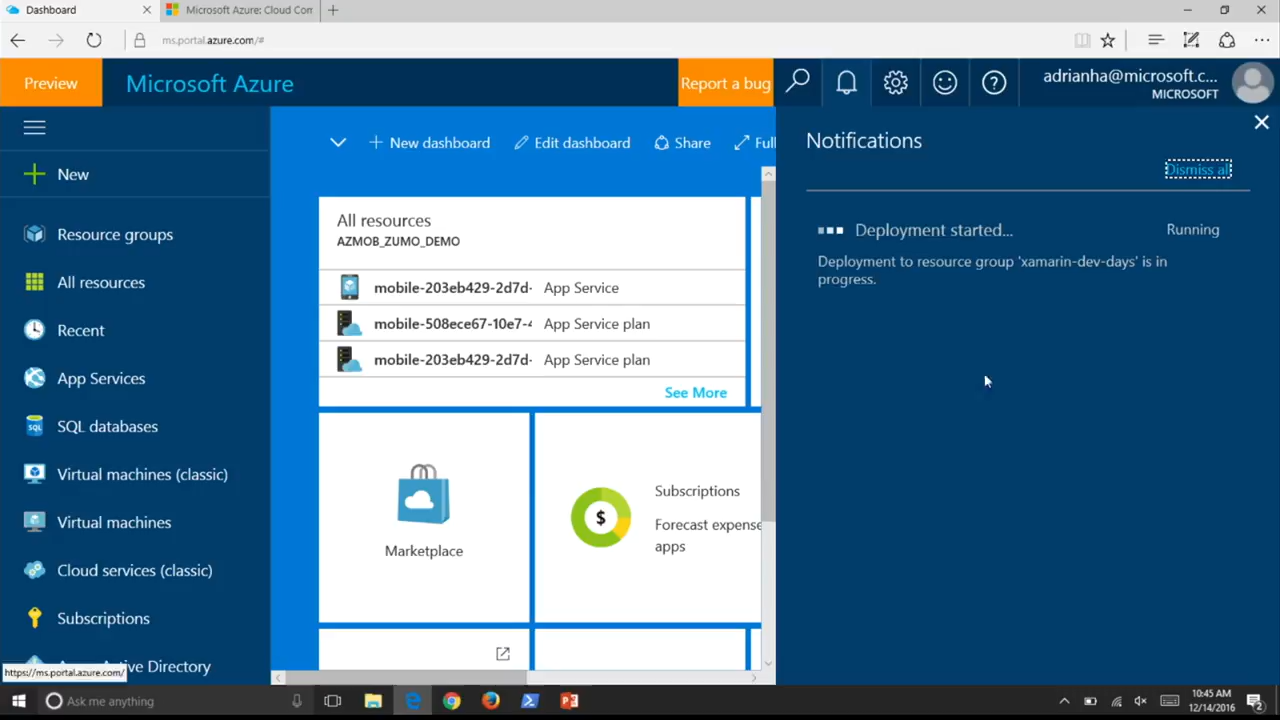 Dashboard
Microsoft Azure: Cloud Com
ms.portal.azure.com/#
Preview
Microsoft Azure
Report a bug
adrianha@microsoft.c...
MICROSOFT
New dashboard
Edit dashboard
Share
Full
Notifications
Dismiss all
New
Resource groups
All resources
Recent
App Services
SQL databases
Virtual machines (classic)
Virtual machines
Cloud services (classic)
Subscriptions
Active Directory
https://ms.portal.azure.com/
All resources
AZMOB_ZUMO_DEMO
mobile-203eb429-2d7d- App Service
mobile-508ece67-10e7-4 App Service plan
mobile-203eb429-2d7d- App Service plan
See More
Marketplace
$
Subscriptions
Forecast expense
apps
Deployment started... Running
Deployment to resource group 'xamarin-dev-days' is in
progress.
Ask me anything
10:45 AM
12/14/2016
2